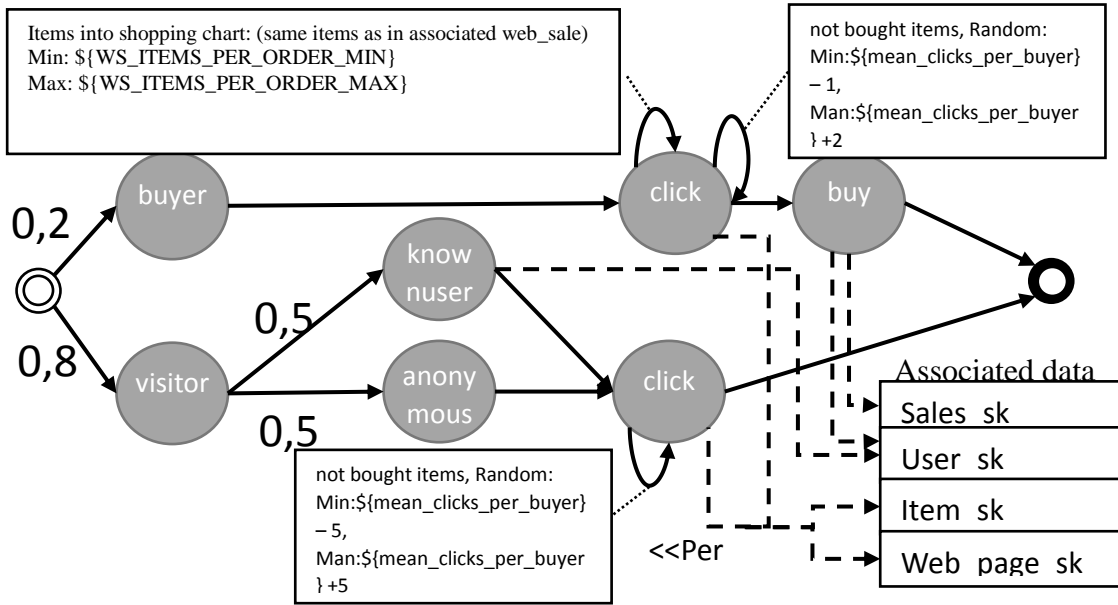 Items into shopping chart: (same items as in associated web_sale)
Min: ${WS_ITEMS_PER_ORDER_MIN}
Max: ${WS_ITEMS_PER_ORDER_MAX}
not bought items, Random:
Min:${mean_clicks_per_buyer}
– 1,
Man:${mean_clicks_per_buyer
} +2
buyer
click
buy
0,2
know
nuser
0,5
0,8
visitor
anony
mous
click
0,5
Associated data
Sales_sk
User_sk
Item_sk
Web_page_sk
not bought items, Random:
Min:${mean_clicks_per_buyer}
– 5,
Man:${mean_clicks_per_buyer
} +5
<<Per